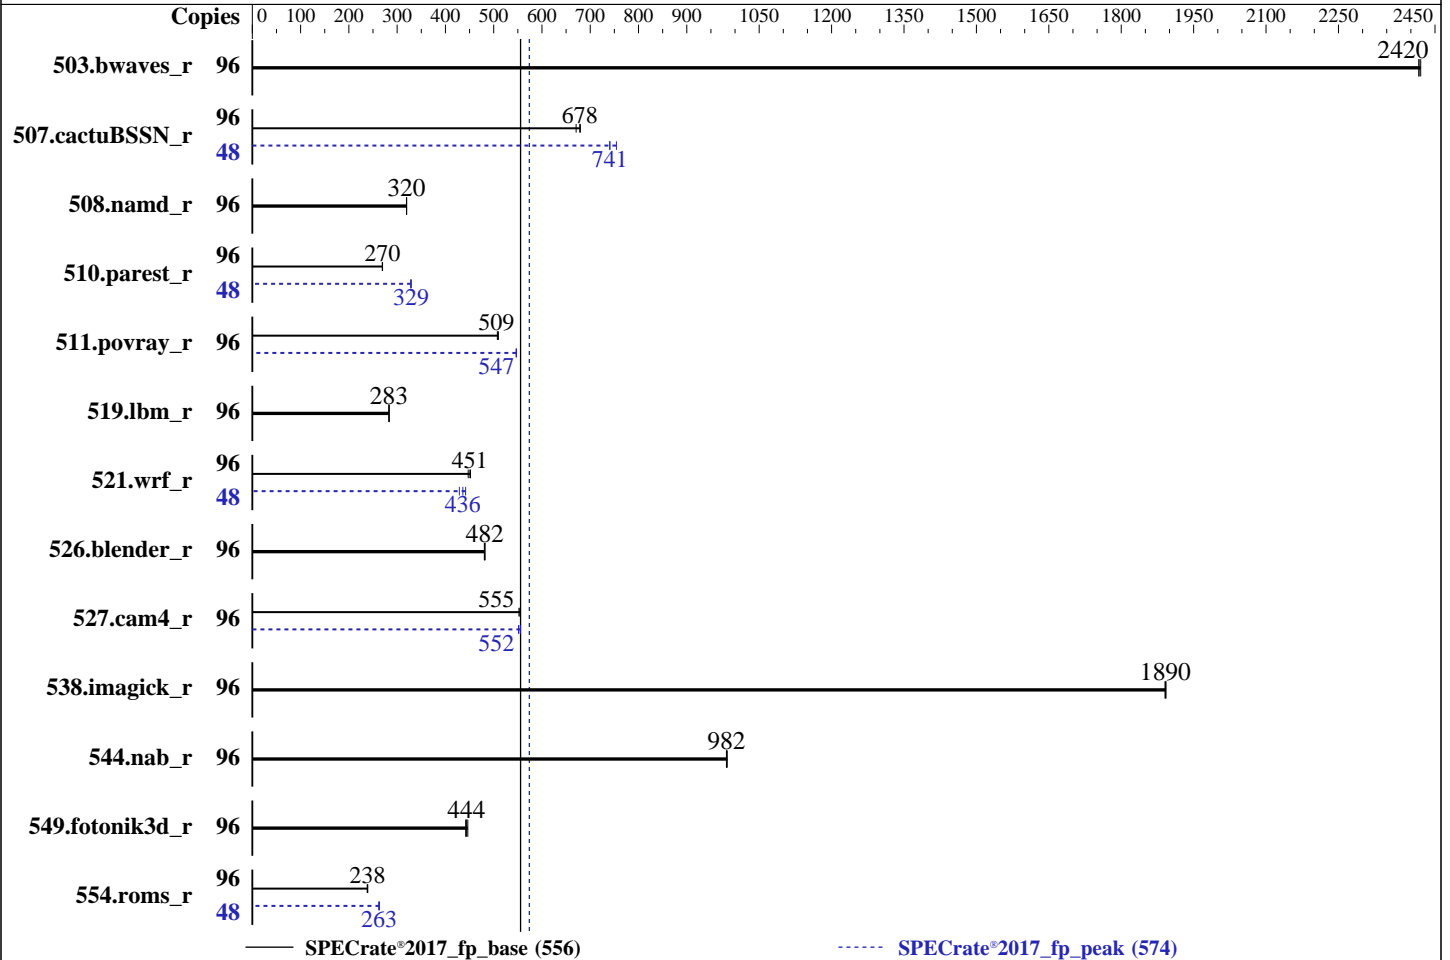 Copies 0 100 200 300 400 500 600 700 800 900 1050 1200 1350 1500 1650 1800 1950 2100 2250 2450
503.bwaves_r 96 2420
507.cactuBSSN_r 96 678
48 741
508.namd_r 96 320
510.parest_r 96 270
48 329
511.povray_r 96 509
547
519.lbm_r 96 283
521.wrf_r 96 451
48 436
526.blender_r 96 482
527.cam4_r 96 555
552
538.imagick_r 96 1890
544.nab_r 96 982
549.fotonik3d_r 96 444
554.roms_r 96 238
48 263
SPECrate®2017_fp_base (556) SPECrate®2017_fp_peak (574)